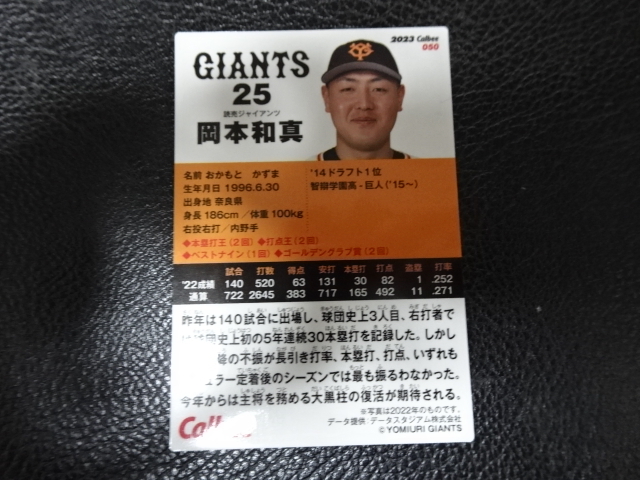 2023 Calbee
050
GIANTS
25
読売ジャイアンツ
岡本和真
名前 おかもと かずま
生年月日 1996.6.30
出身地 奈良県
身長 186cm/体重 100kg
右投右打/内野手
'14ドラフト1位
智辯学園高-巨人('15~)
◆本塁打王(2回)◆打点王(2回)
◆ベストナイン(1回)◆ゴールデングラブ賞(2回)
試合 打数 得点 安打 本塁打 打点 盗塁 打率
'22成績 140 520 63 131 30 82 1 .252
通算 722 2645 383 717 165 492 11 .271
昨年は140試合に出場し、球団史上3人目、右打者で
は球団史上初の5年連続30本塁打を記録した。しかし
の不振が長引き打率、本塁打、打点、いずれも
ュラー定着後のシーズンでは最も振るわなかった。
今年からは主将を務める大黒柱の復活が期待される。
※写真は2022年のものです。
データ提供:データスタジアム株式会社
Calbee
©YOMIURI GIANTS